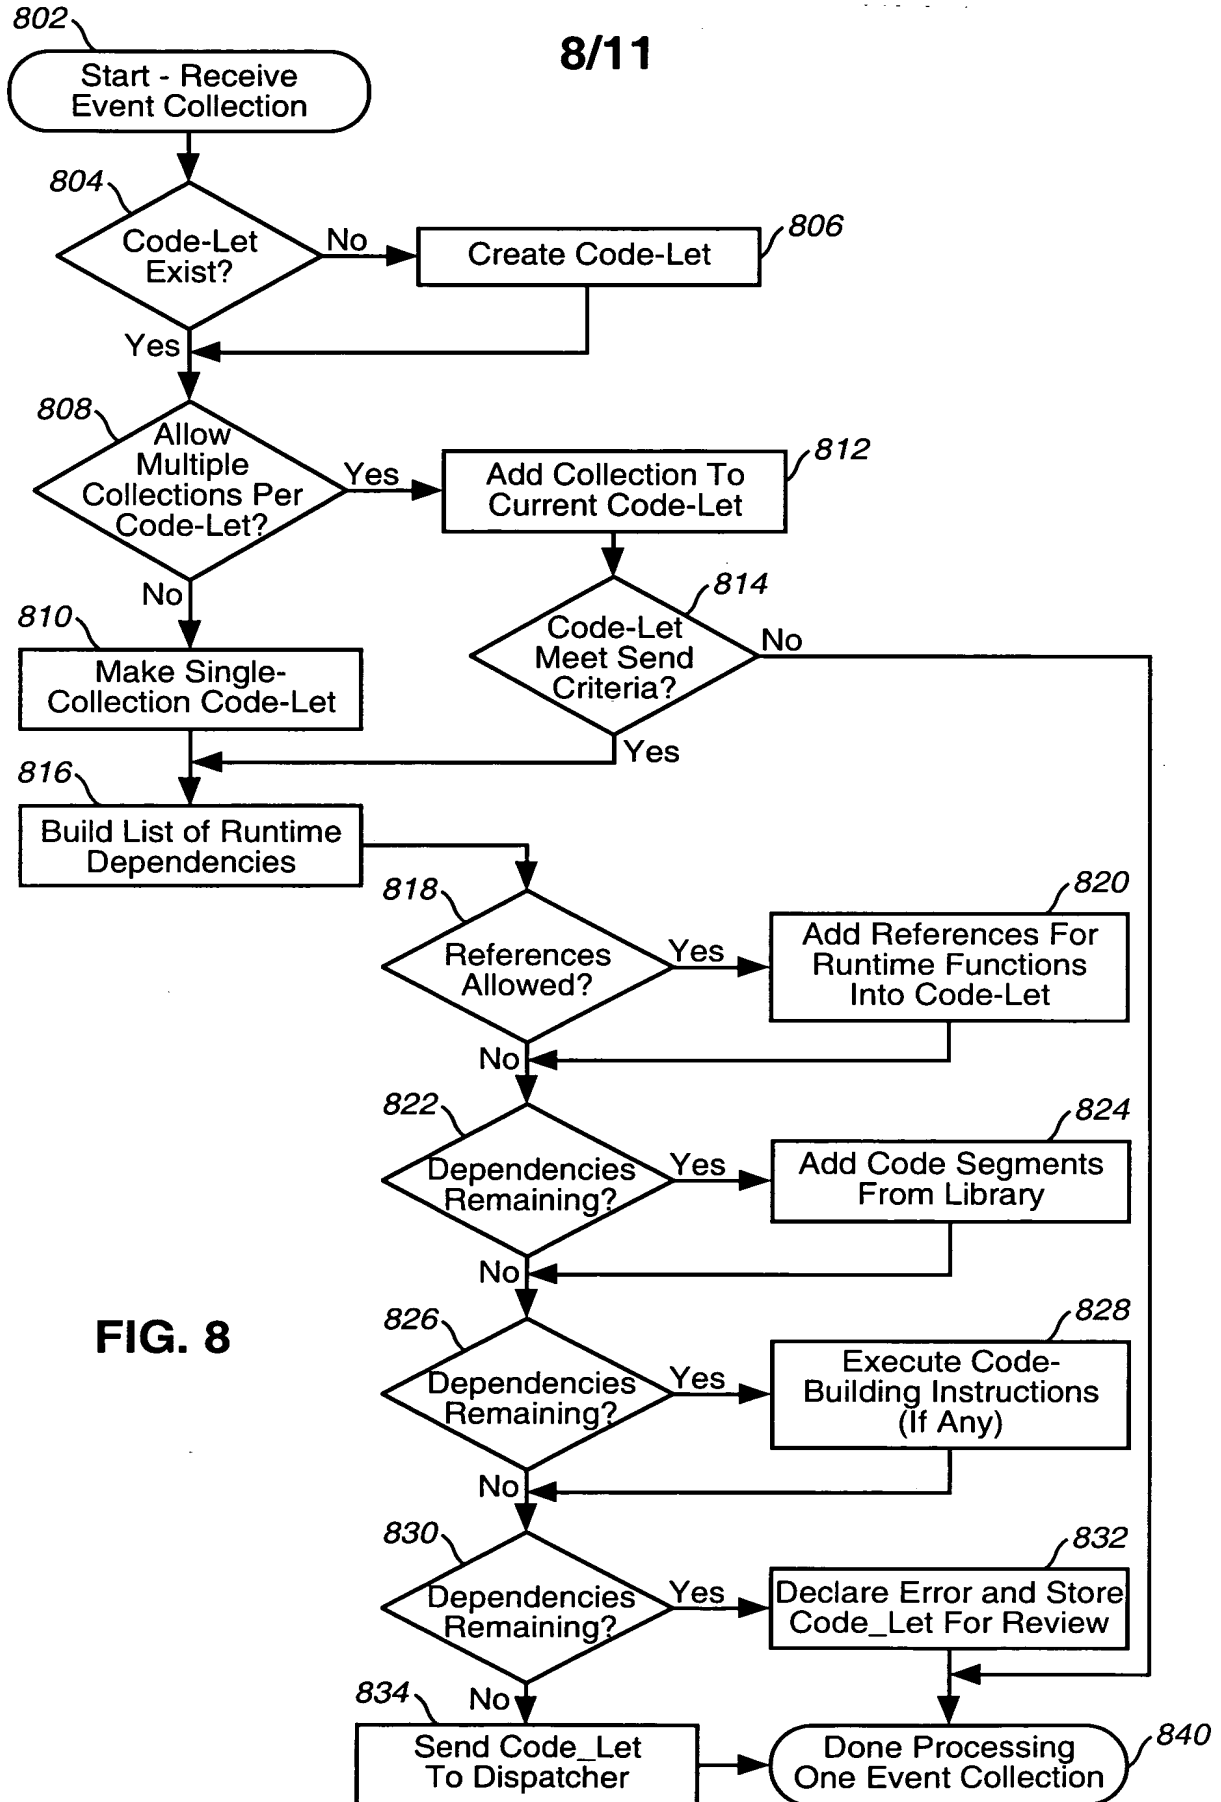 802
8/11
Start - Receive
Event Collection
804
Code-Let
Exist?
No
Create Code-Let
806
Yes
808
Allow
Multiple
Collections Per
Code-Let?
Yes
Add Collection To
Current Code-Let
812
No
810
Make Single-
Collection Code-Let
814
Code-Let
Meet Send
Criteria?
No
Yes
816
Build List of Runtime
Dependencies
818
References
Allowed?
Yes
820
Add References For
Runtime Functions
Into Code-Let
No
822
Dependencies
Remaining?
Yes
824
Add Code Segments
From Library
No
FIG. 8
826
Dependencies
Remaining?
Yes
828
Execute Code-
Building Instructions
(If Any)
No
830
Dependencies
Remaining?
Yes
832
Declare Error and Store
Code_Let For Review
No
834
Send Code_Let
To Dispatcher
Done Processing
One Event Collection
840